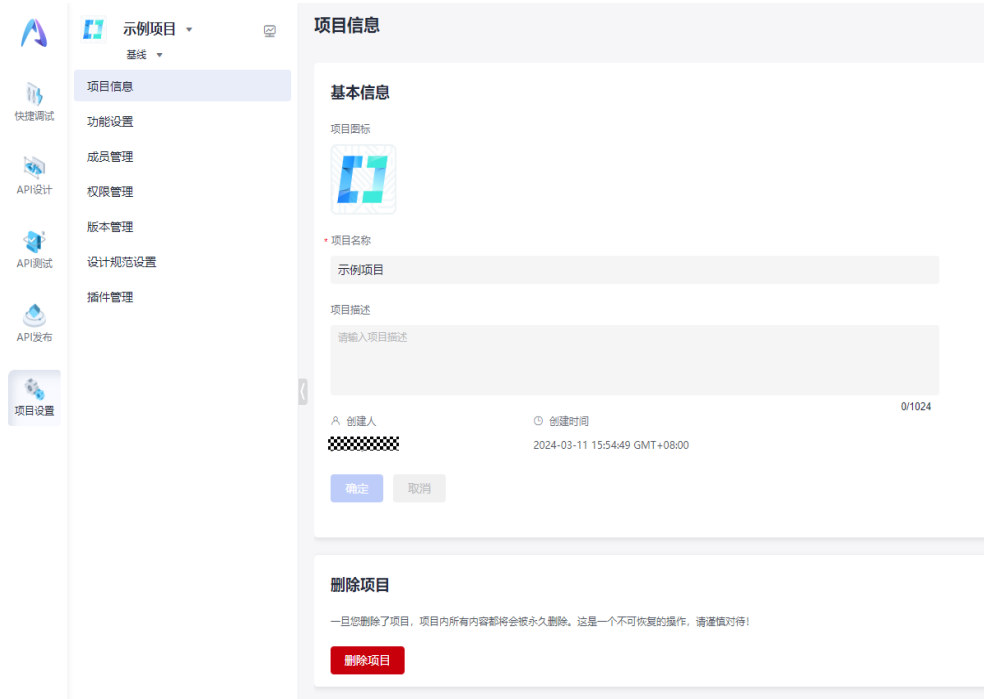 快捷调试
API设计
API测试
API发布
项目设置
示例项目
基线
项目信息
功能设置
成员管理
权限管理
版本管理
设计规范设置
插件管理
项目信息
基本信息
项目图标
* 项目名称
示例项目
项目描述
请输入项目描述
0/1024
创建人
创建时间
2024-03-11 15:54:49 GMT+08:00
确定
取消
删除项目
一旦您删除了项目，项目内所有内容都将会被永久删除。这是一个不可恢复的操作，请谨慎对待！
删除项目